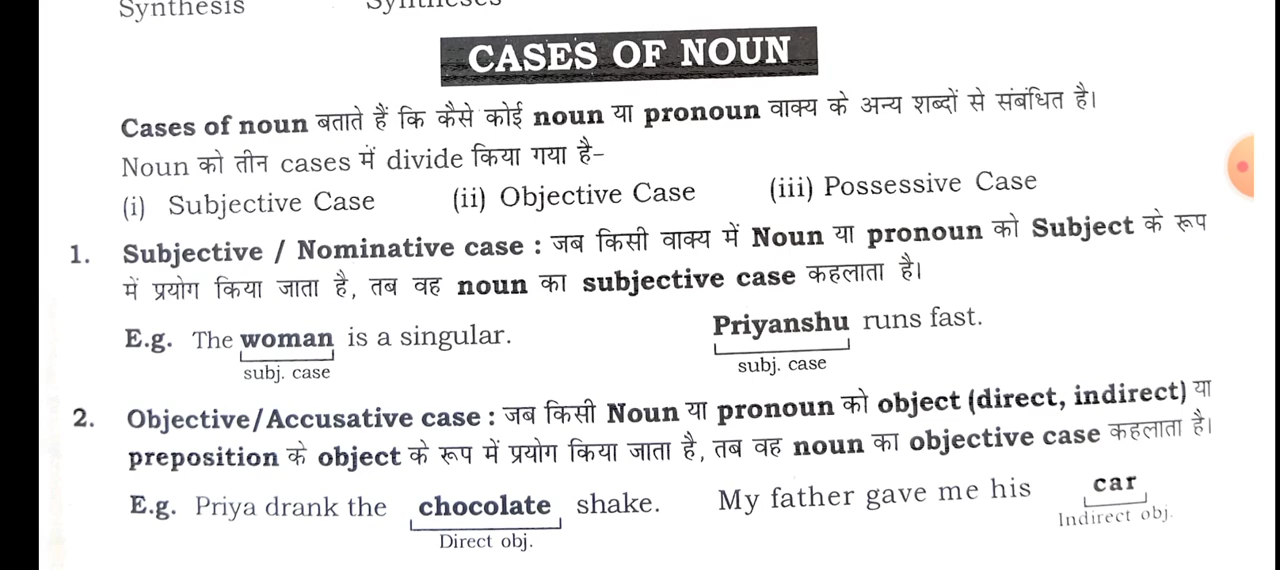 Synthesis Syntheses
CASES OF NOUN
Cases of noun बताते हैं कि कैसे कोई noun या pronoun वाक्य के अन्य शब्दों से संबंधित है।
Noun को तीन cases में divide किया गया है-
(i) Subjective Case (ii) Objective Case (iii) Possessive Case
1. Subjective / Nominative case : जब किसी वाक्य में Noun या pronoun को Subject के रूप
में प्रयोग किया जाता है, तब वह noun का subjective case कहलाता है।
E.g. The woman is a singular. Priyanshu runs fast.
subj. case subj. case
2. Objective/Accusative case : जब किसी Noun या pronoun को object (direct, indirect) या
preposition के object के रूप में प्रयोग किया जाता है, तब वह noun का objective case कहलाता है।
E.g. Priya drank the chocolate shake. My father gave me his car
Direct obj. Indirect obj.